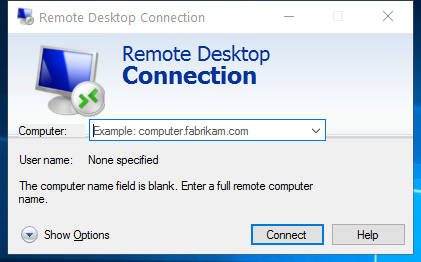 Remote Desktop Connection
Remote Desktop
Connection
Computer: Example: computer.fabrikam.com
User name: None specified
The computer name field is blank. Enter a full remote computer
name.
Show Options Connect Help